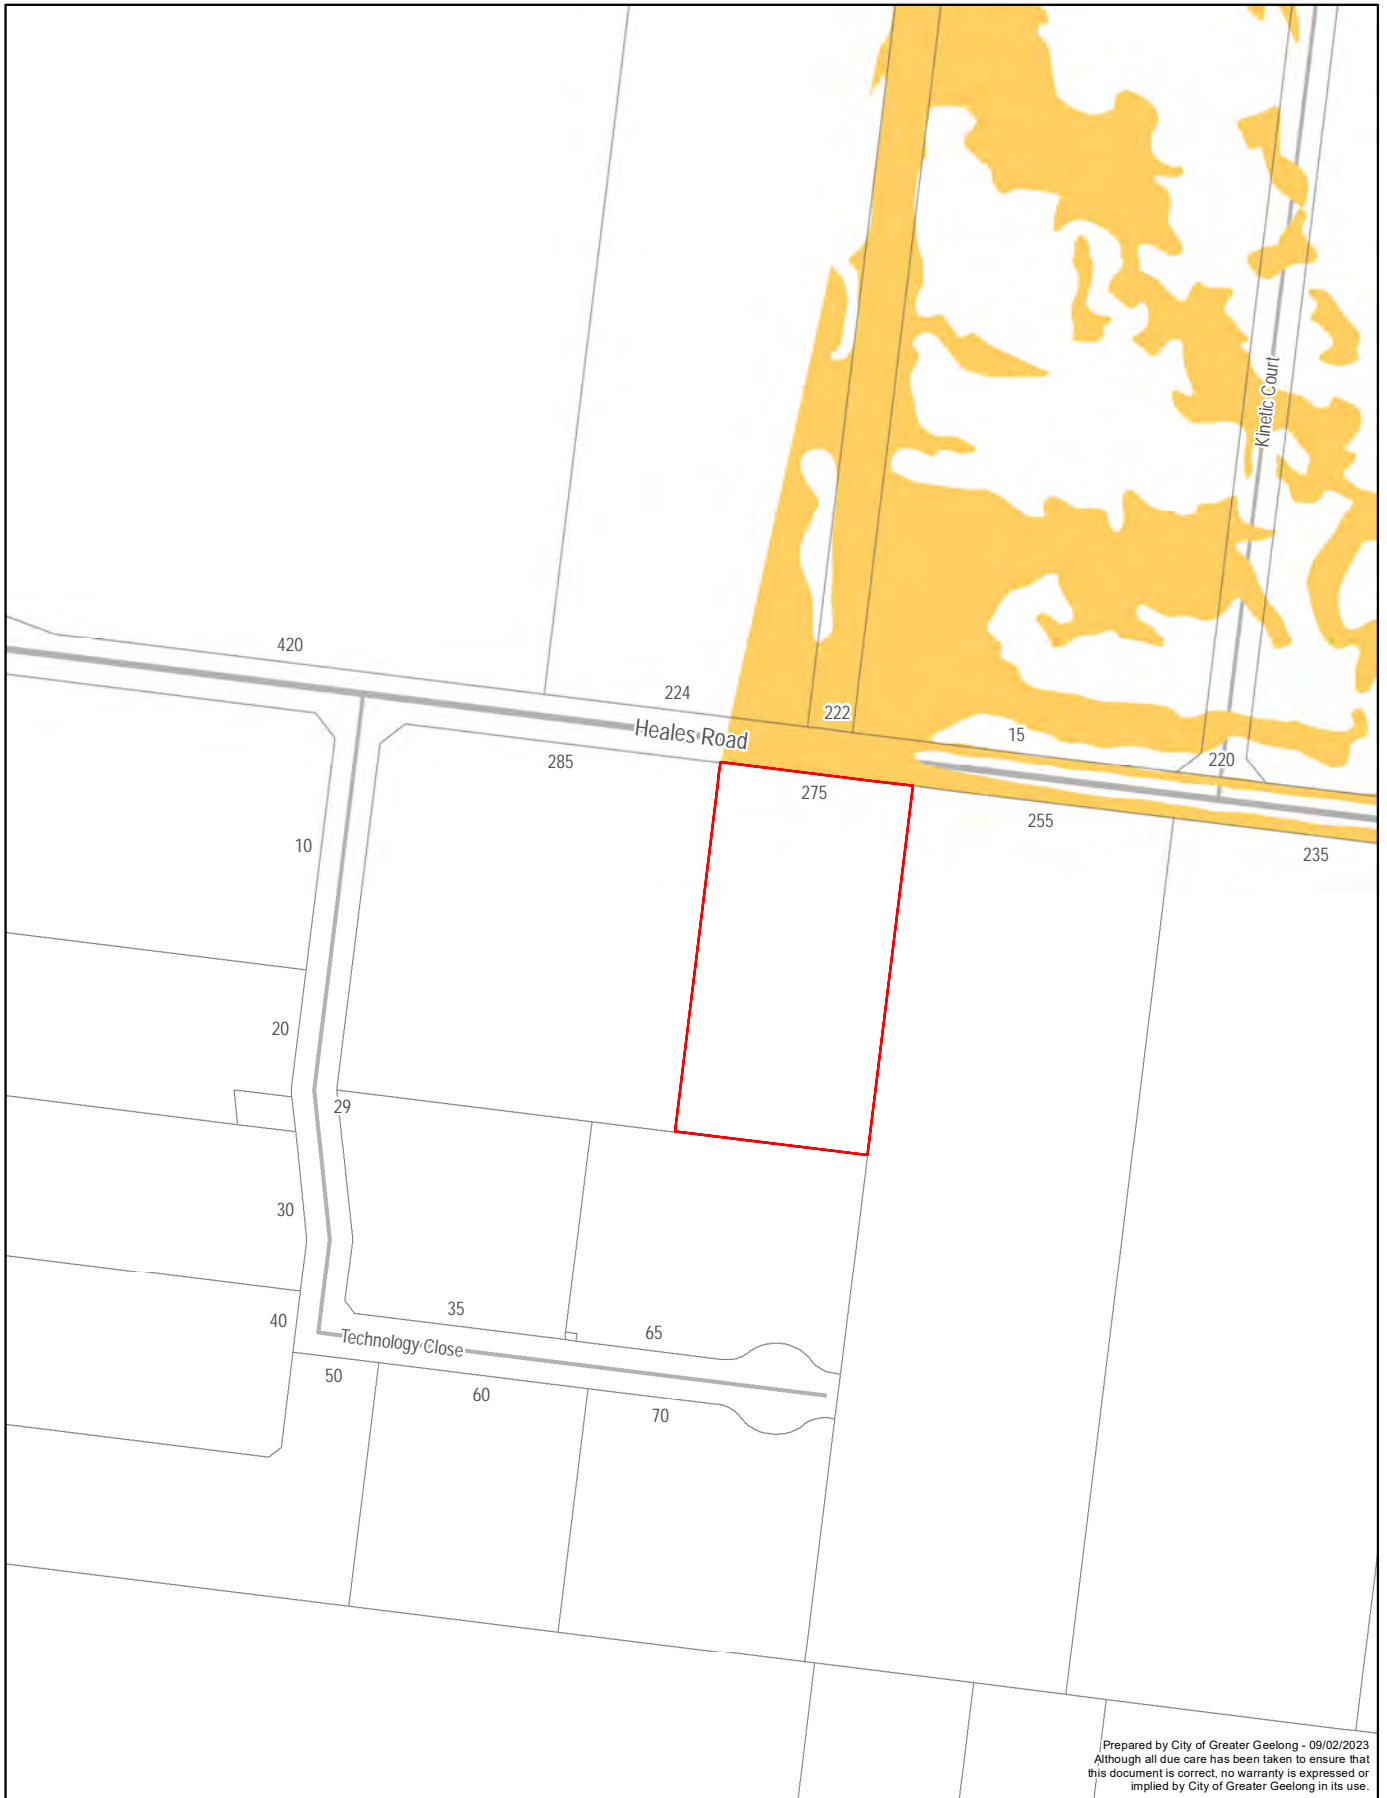 Kinetic Court
420
224
222
Heales Road
15
220
285
275
255
235
10
20
29
30
40
35
65
Technology Close
50
60
70
Prepared by City of Greater Geelong - 09/02/2023
Although all due care has been taken to ensure that
this document is correct, no warranty is expressed or
implied by City of Greater Geelong in its use.